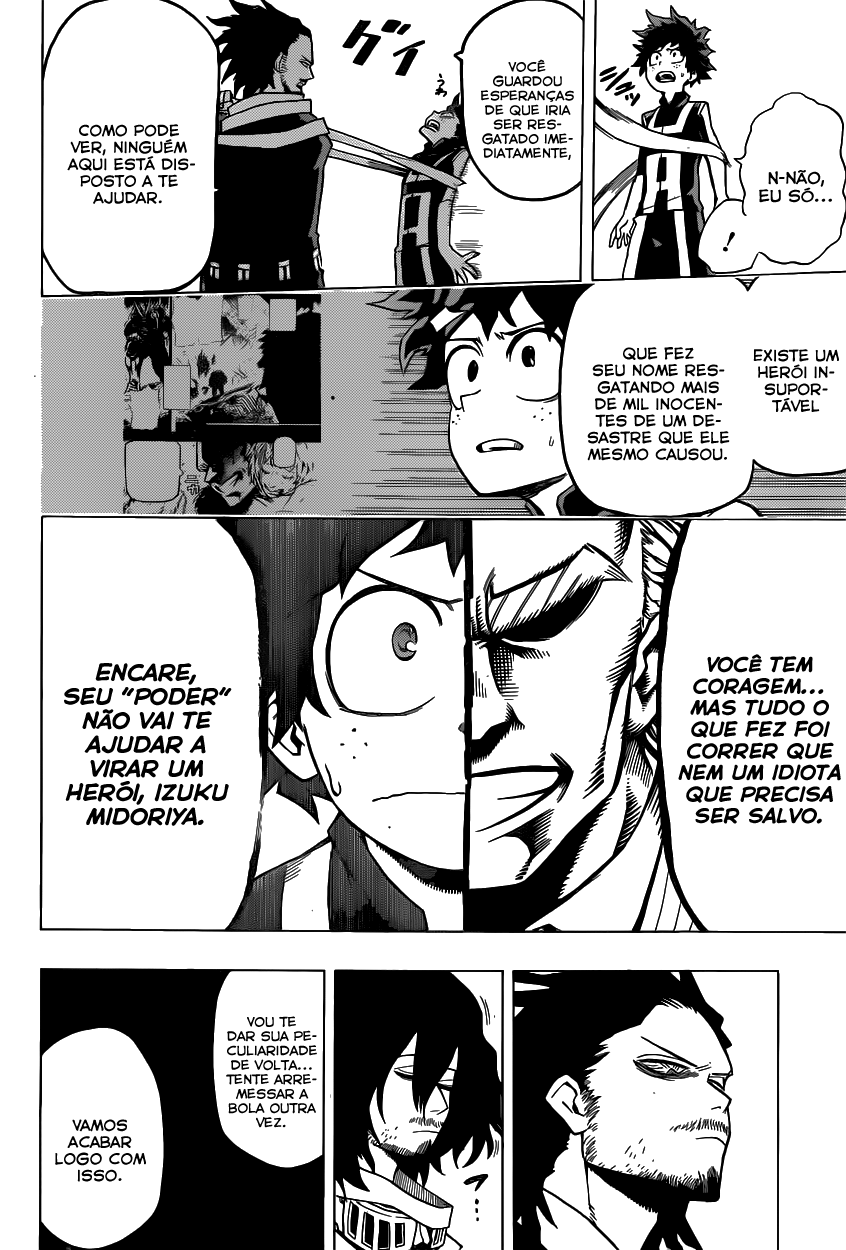 N-NÃO,
EU SÓ...
!
グッ
VOCÊ
GUARDOU
ESPERANÇAS
DE QUE IRIA
SER RES-
GATADO IME-
DIATAMENTE,
グイ
COMO PODE
VER, NINGUÉM
AQUI ESTÁ DIS-
POSTO A TE
AJUDAR.
EXISTE UM
HERÓI IN-
SUPOR-
TÁVEL
QUE FEZ
SEU NOME RES-
GATANDO MAIS
DE MIL INOCEN-
TES DE UM DE-
SASTRE QUE ELE
MESMO CAUSOU.
VOCÊ TEM
CORAGEM...
MAS TUDO O
QUE FEZ FOI
CORRER QUE
NEM UM IDIOTA
QUE PRECISA
SER SALVO.
ENCARE,
SEU "PODER"
NÃO VAI TE
AJUDAR A
VIRAR UM
HERÓI, IZUKU
MIDORIYA.
VOU TE
DAR SUA PE-
CULIARIDADE
DE VOLTA...
TENTE ARRE-
MESSAR A
BOLA OUTRA
VEZ.
VAMOS
ACABAR
LOGO COM
ISSO.